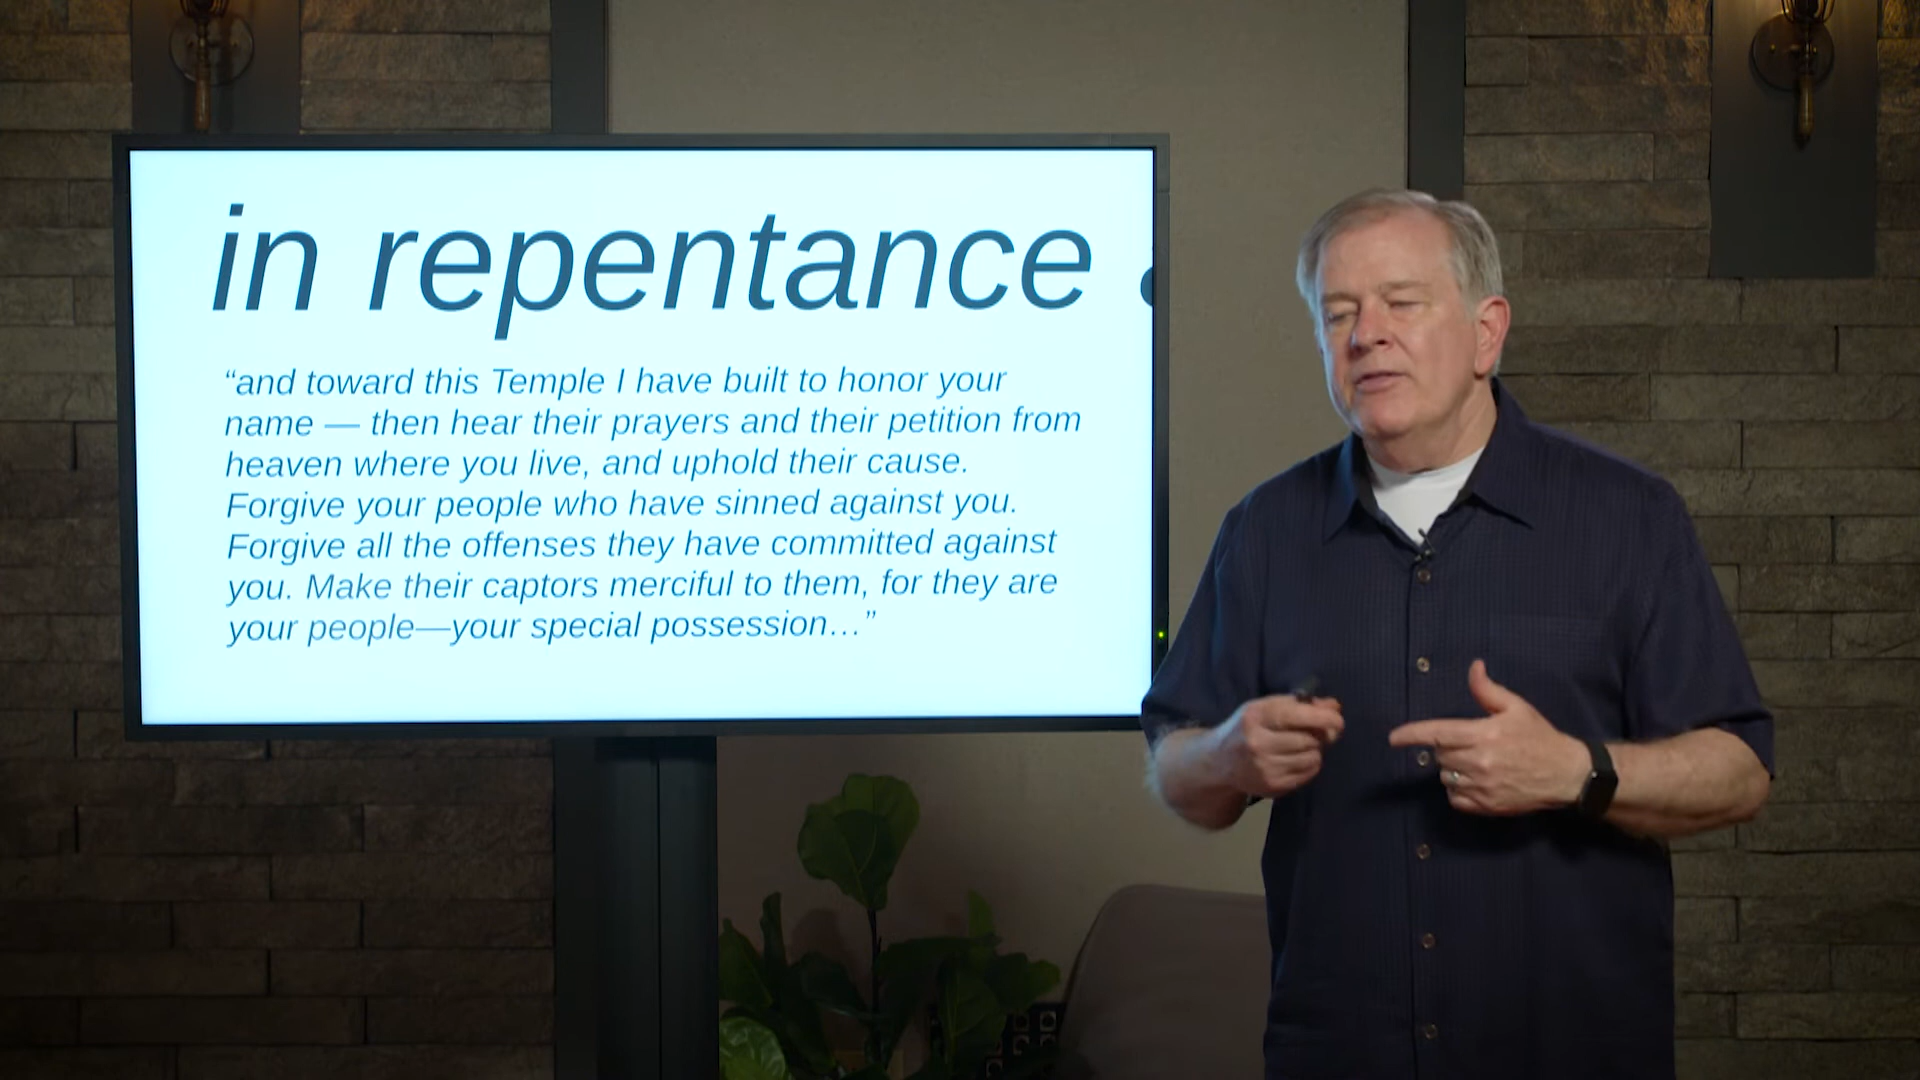 in repentance
“and toward this Temple I have built to honor your
name — then hear their prayers and their petition from
heaven where you live, and uphold their cause.
Forgive your people who have sinned against you.
Forgive all the offenses they have committed against
you. Make their captors merciful to them, for they are
your people—your special possession…”